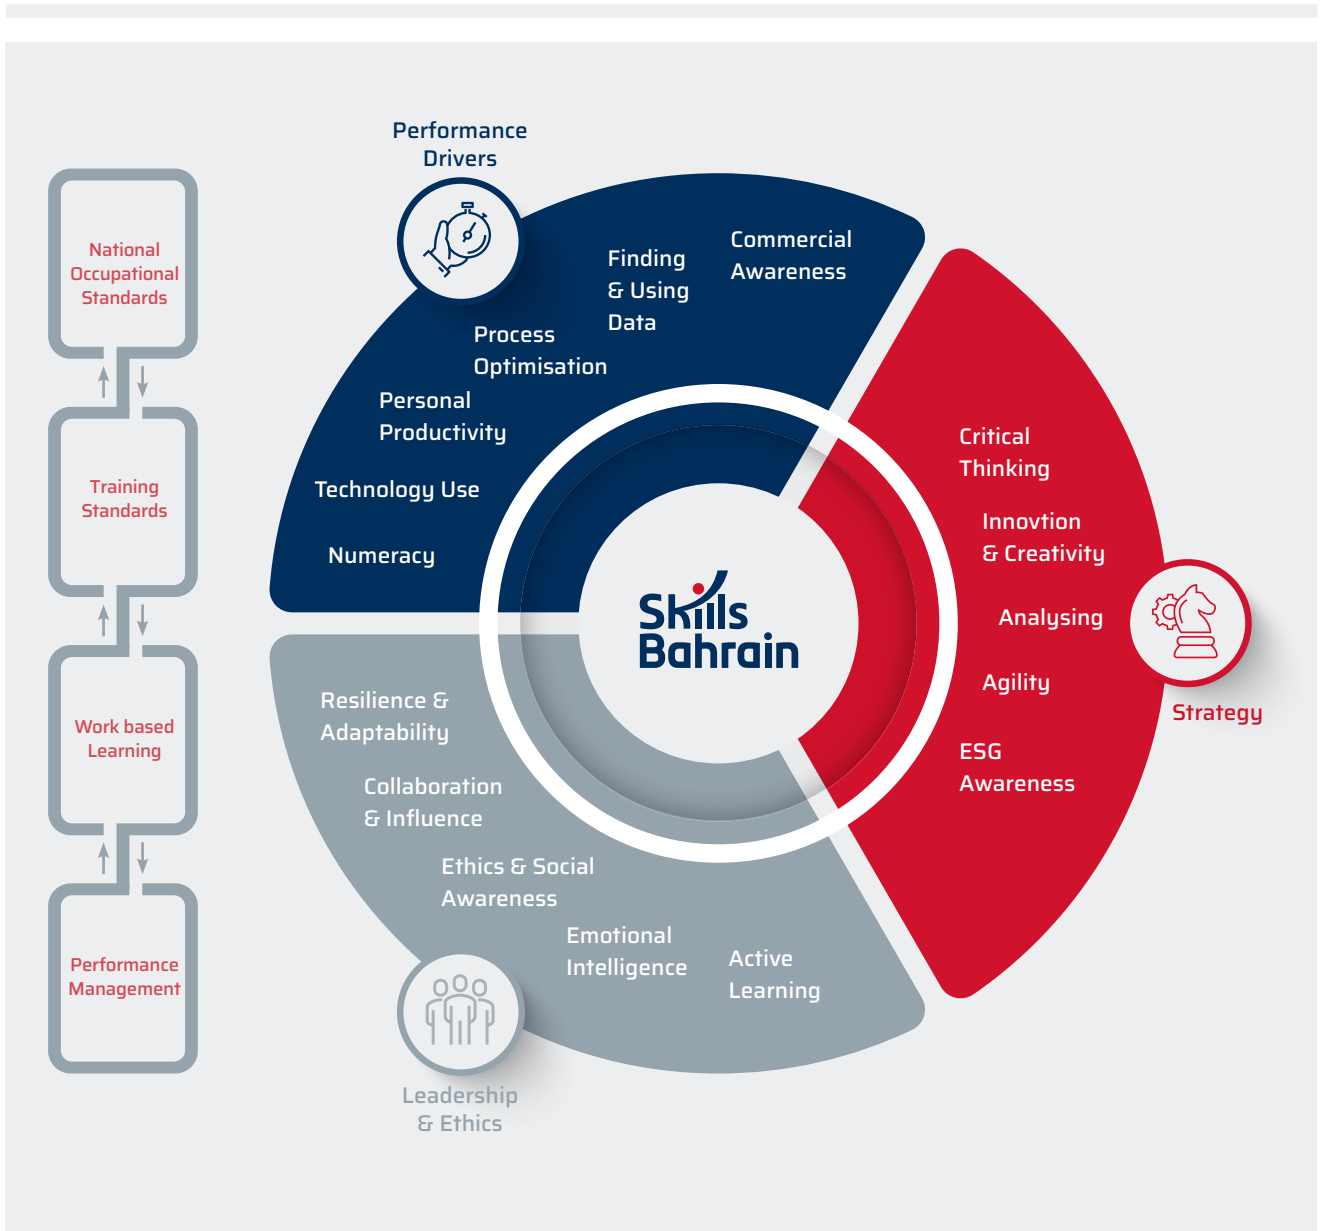 Performance
Drivers
Commercial
Awareness
Finding
& Using
Data
Process
Optimisation
Personal
Productivity
Technology Use
Numeracy
Critical
Thinking
Innovtion
& Creativity
Analysing
Agility
ESG
Awareness
Strategy
Skills
Bahrain
Resilience &
Adaptability
Collaboration
& Influence
Ethics & Social
Awareness
Emotional
Intelligence
Active
Learning
Leadership
& Ethics
National
Occupational
Standards
Training
Standards
Work based
Learning
Performance
Management